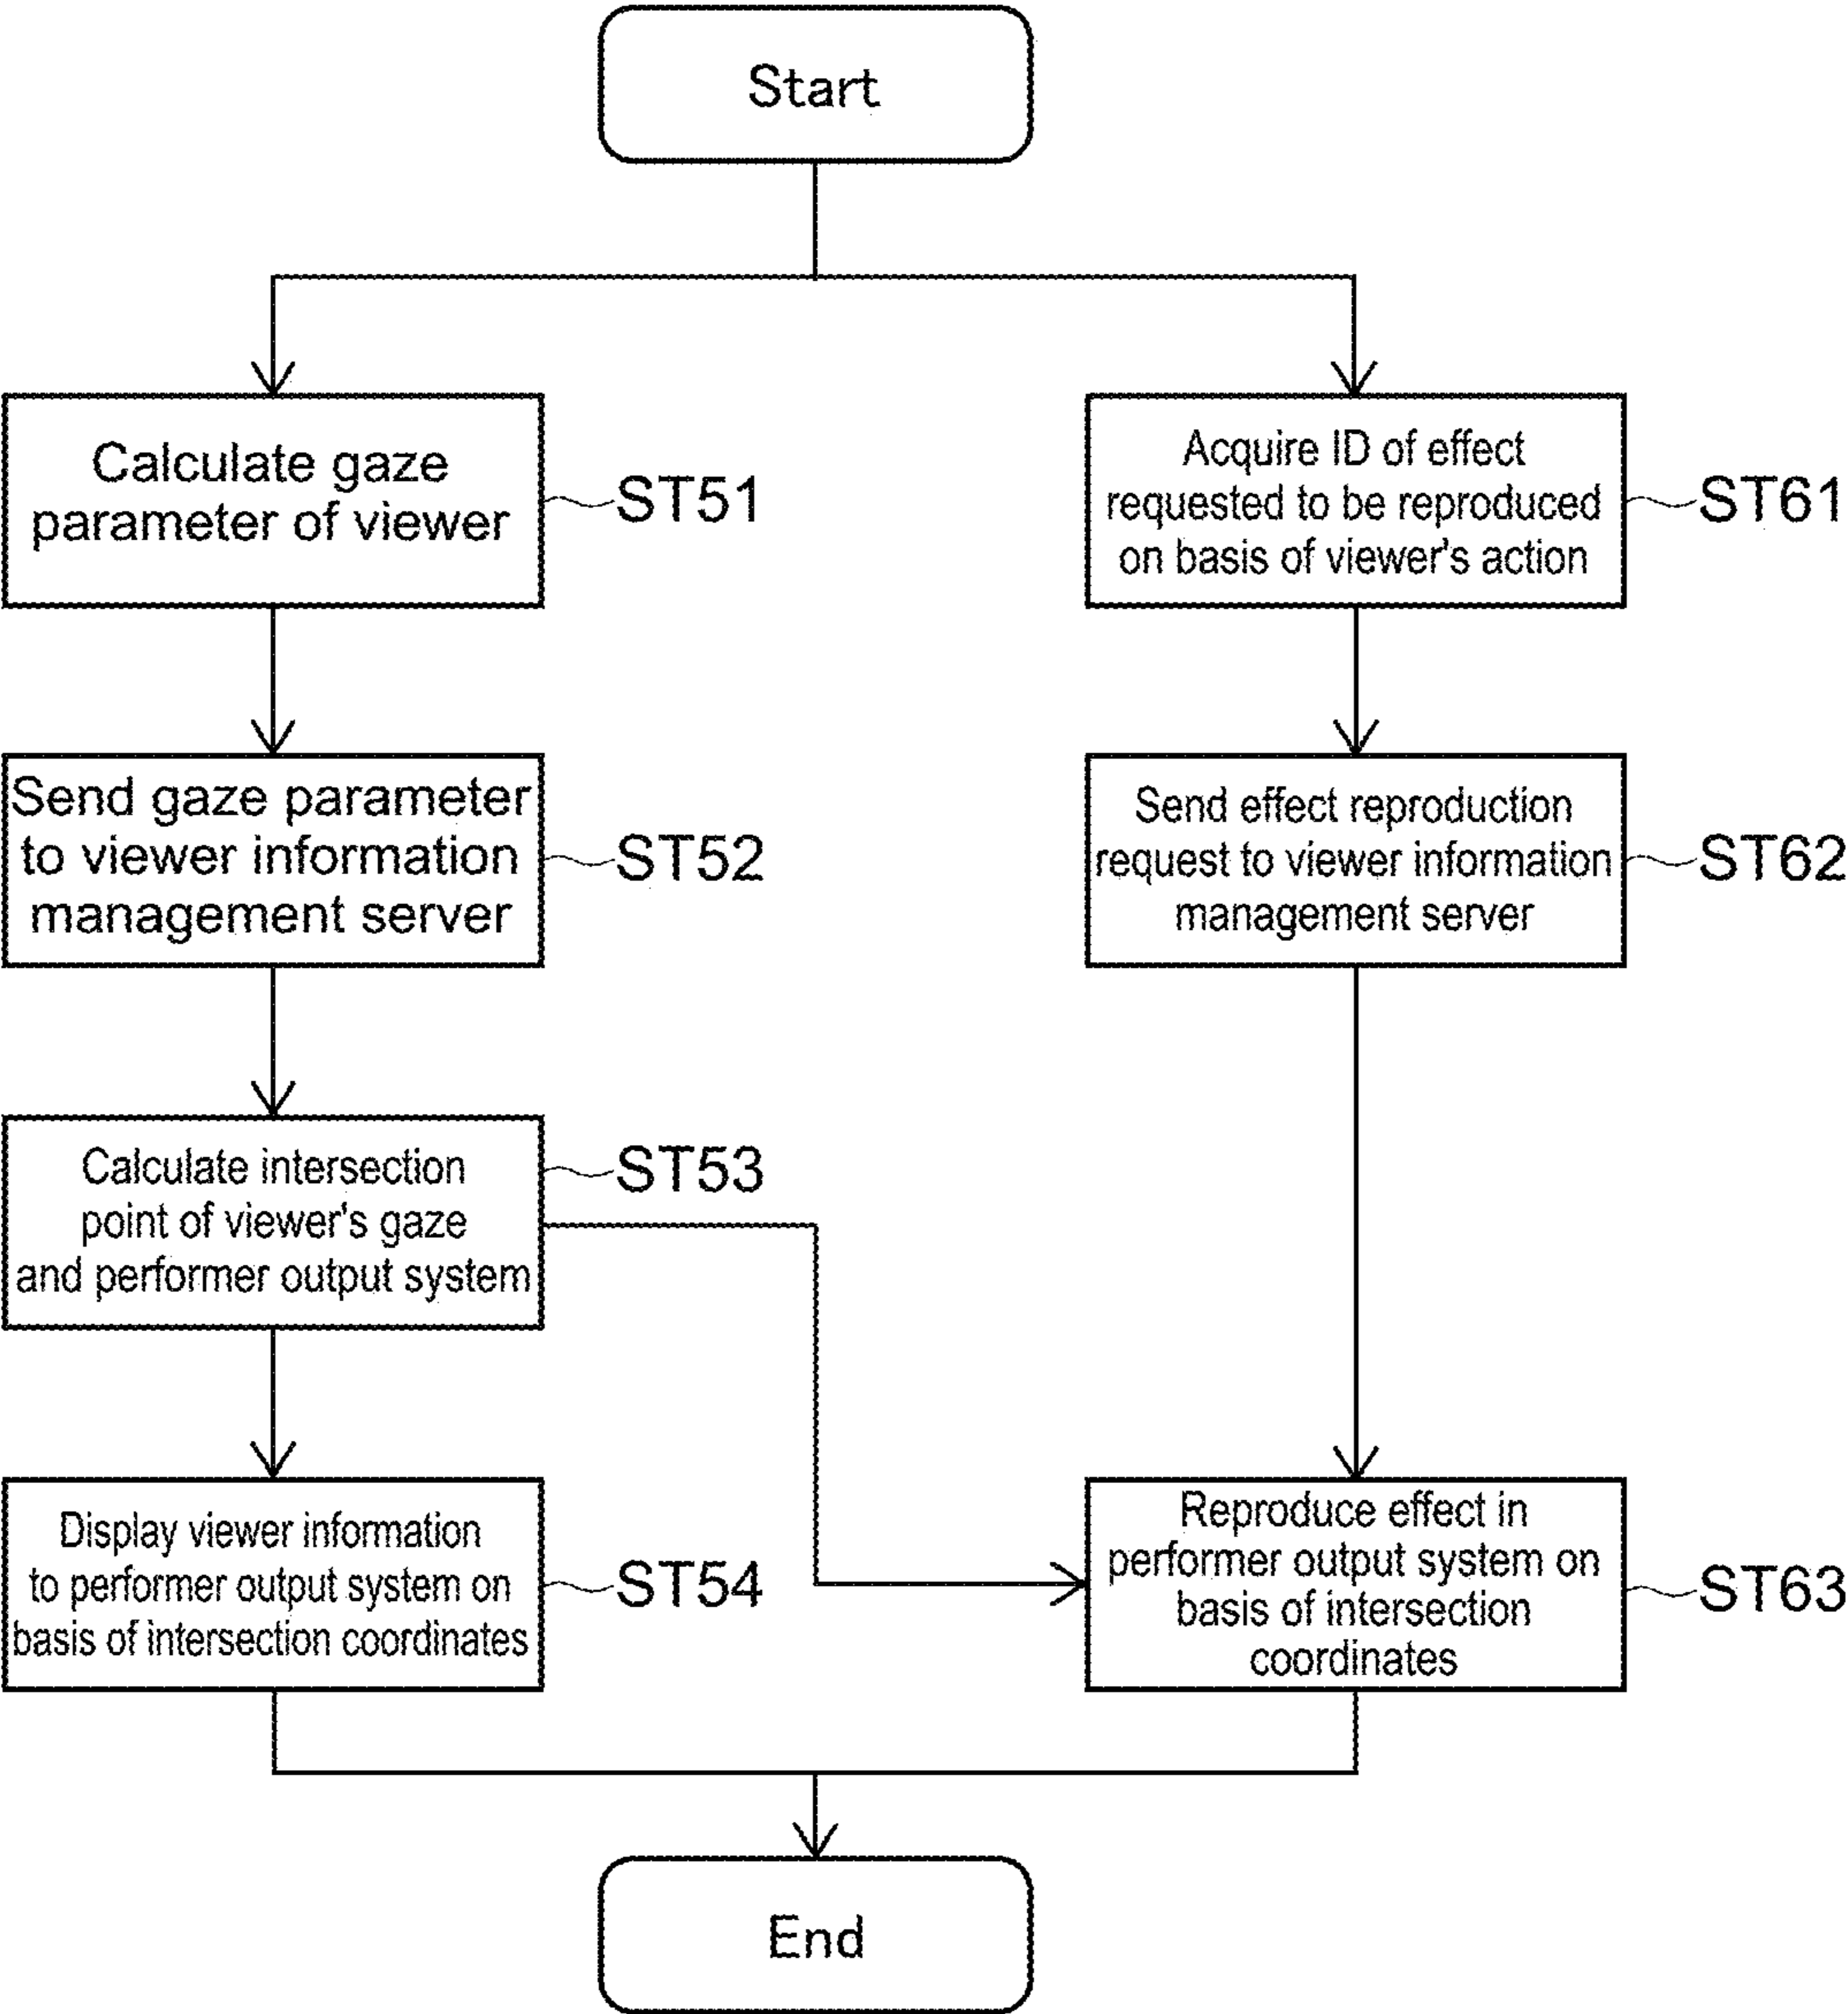 Start
Calculate gaze
parameter of viewer
ST51
Acquire ID of effect
requested to be reproduced
on basis of viewer's action
ST61
Send gaze parameter
to viewer information
management server
ST52
Send effect reproduction
request to viewer information
management server
ST62
Calculate intersection
point of viewer's gaze
and performer output system
ST53
Display viewer information
to performer output system on
basis of intersection coordinates
ST54
Reproduce effect in
performer output system on
basis of intersection
coordinates
ST63
End